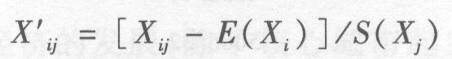 X'ij = [Xij - E(Xi)]/S(Xj)